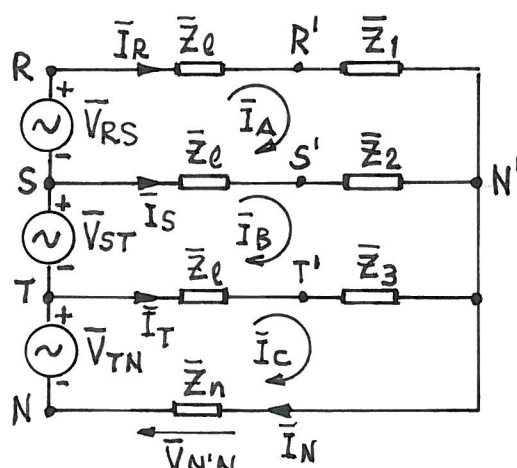 Ī_R Z̄_ℓ R' Z̄_1
R
+
V̄_RS
-
Ī_A
Z̄_ℓ S' Z̄_2
S N'
Ī_S
+
V̄_ST
-
Ī_B
Z̄_ℓ T' Z̄_3
T
Ī_T
+
V̄_TN
-
Ī_C
Z̄_n
N
Ī_N
V̄_N'N